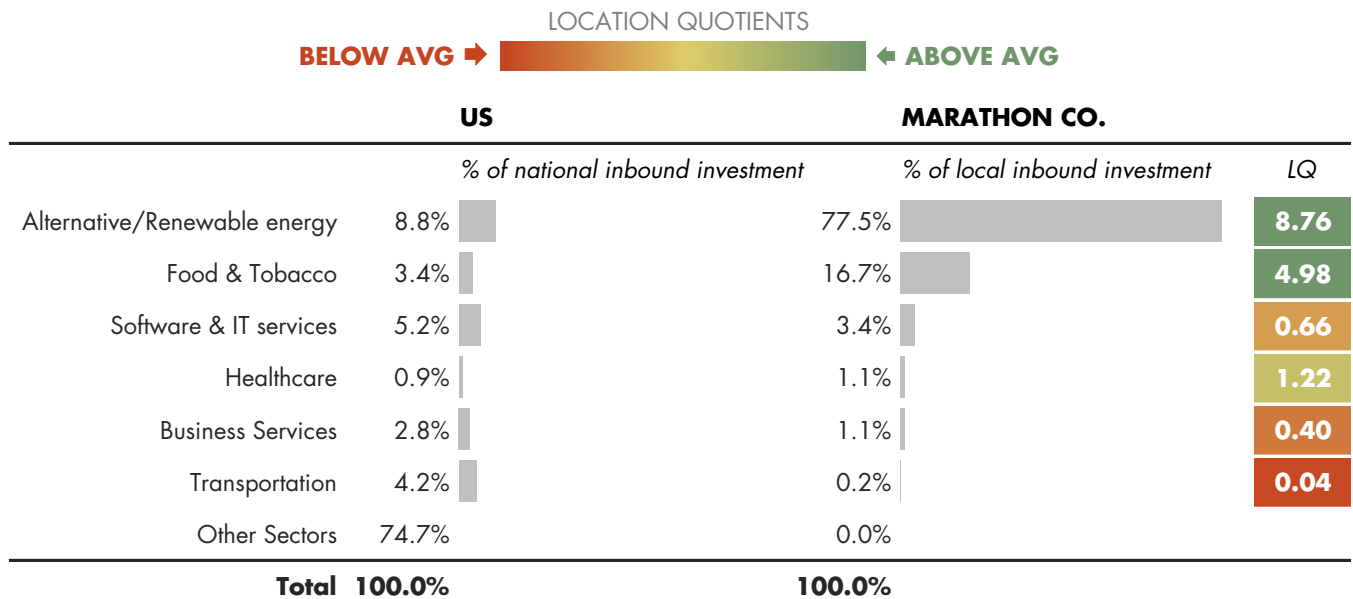 LOCATION QUOTIENTS
BELOW AVG ABOVE AVG
US MARATHON CO.
% of national inbound investment % of local inbound investment LQ
Alternative/Renewable energy 8.8% 77.5% 8.76
Food & Tobacco 3.4% 16.7% 4.98
Software & IT services 5.2% 3.4% 0.66
Healthcare 0.9% 1.1% 1.22
Business Services 2.8% 1.1% 0.40
Transportation 4.2% 0.2% 0.04
Other Sectors 74.7% 0.0%
Total 100.0% 100.0%